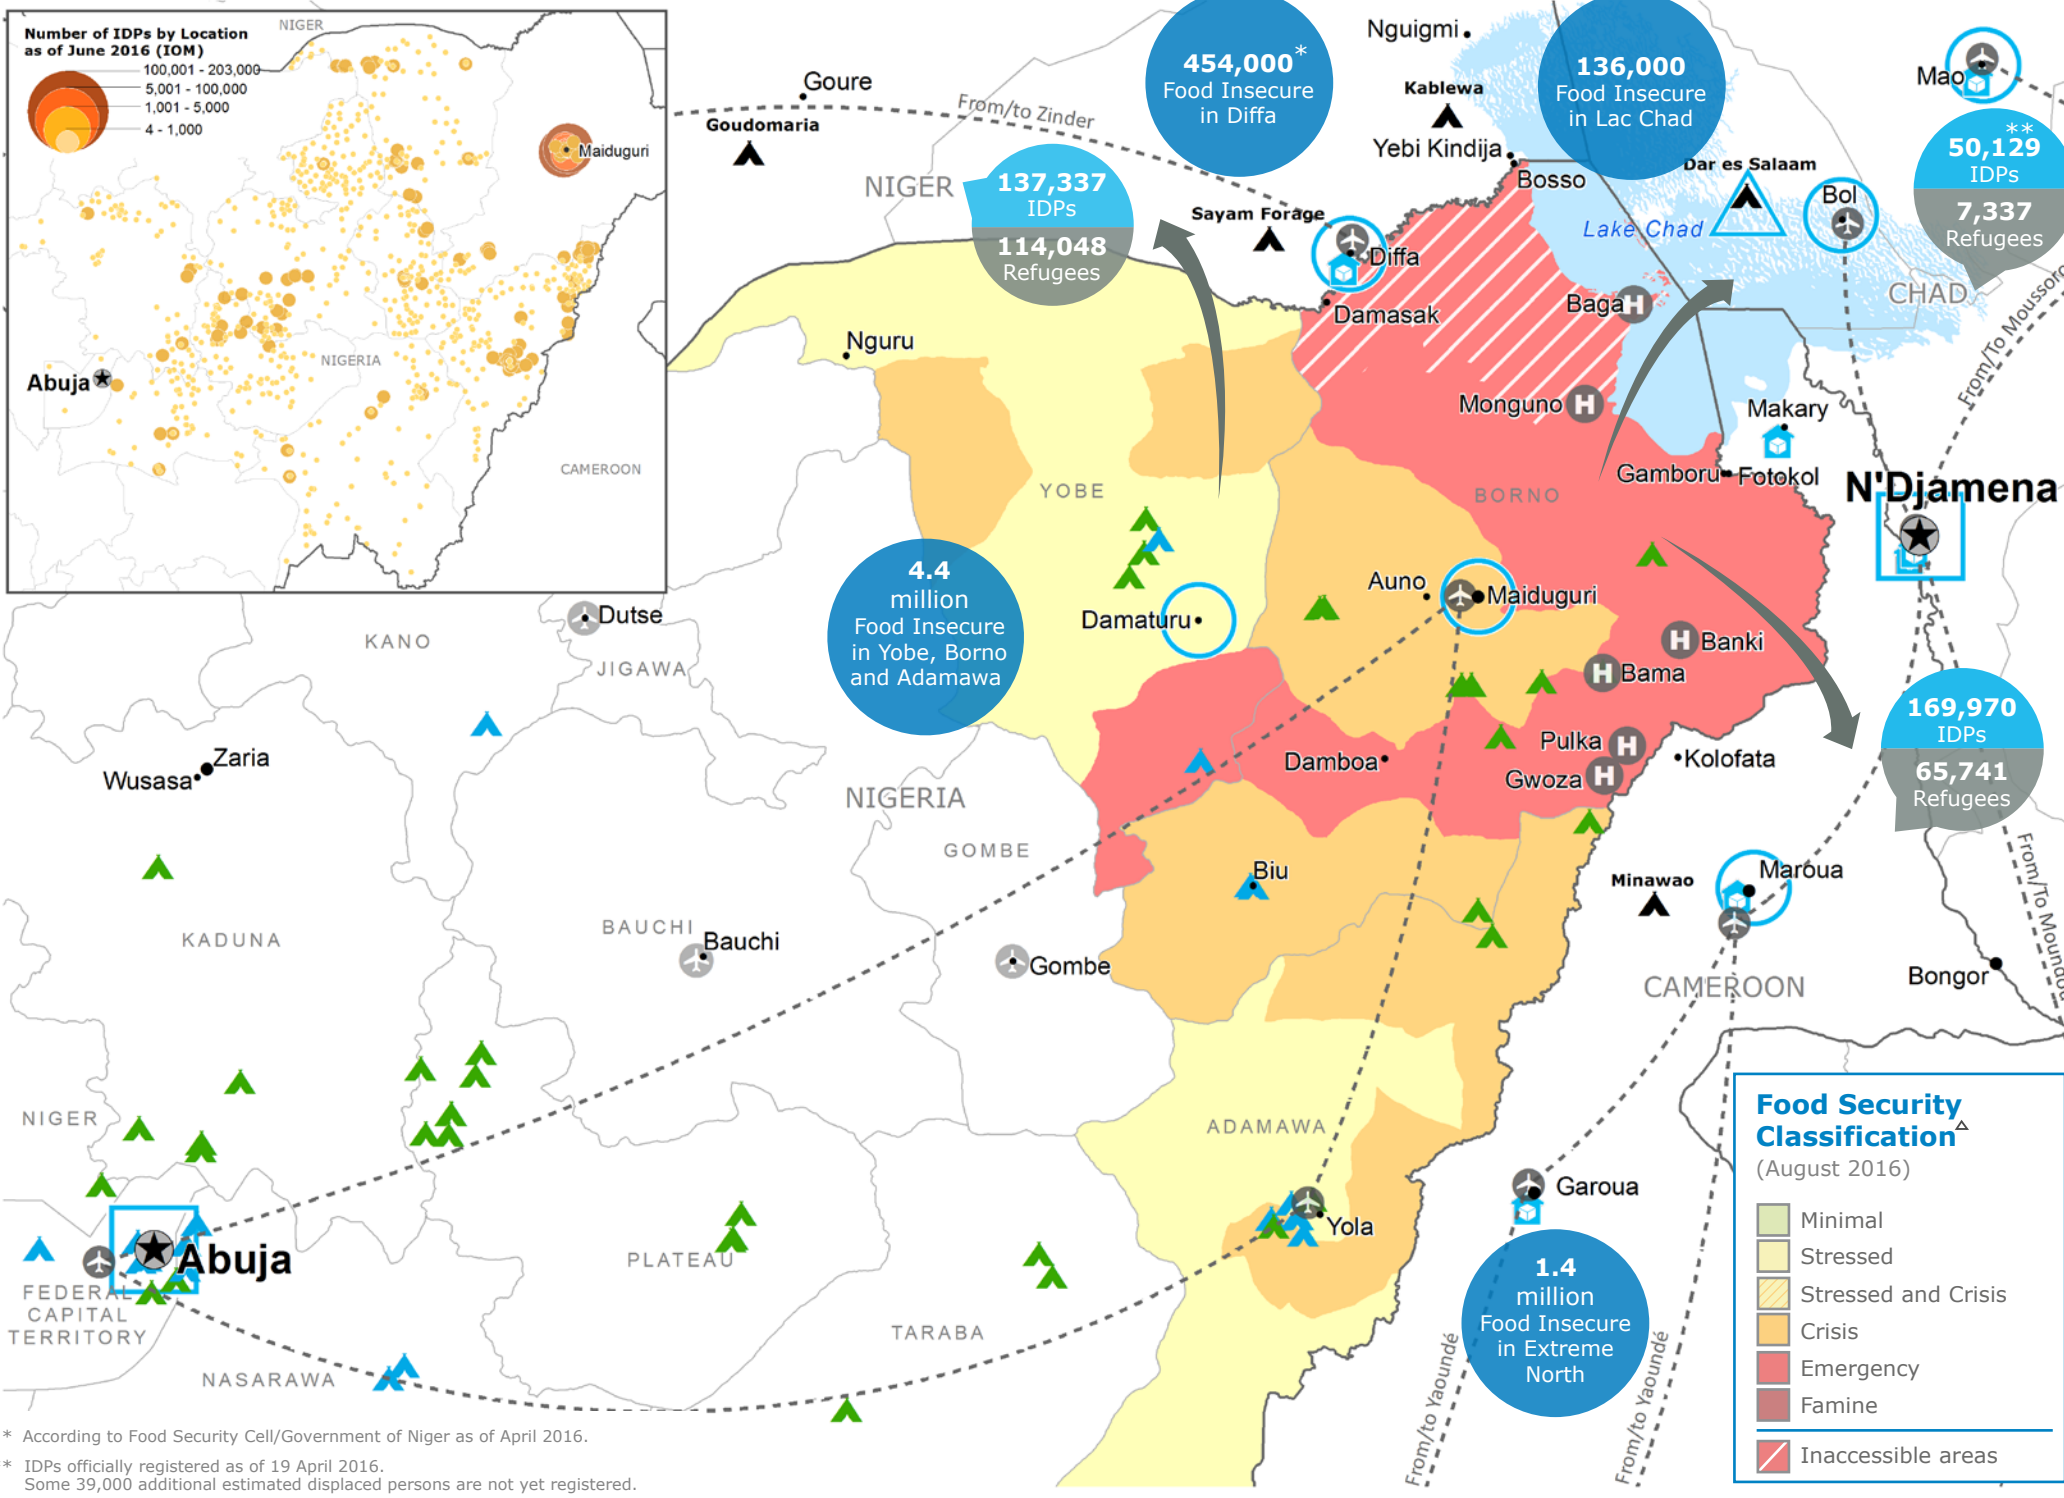 Number of IDPs by Location
as of June 2016 (IOM)
100,001 - 203,000
5,001 - 100,000
1,001 - 5,000
4 - 1,000
NIGER
Maiduguri
NIGERIA
Abuja
CAMEROON
Goure
Goudomaria
From/to Zinder
NIGER
137,337
IDPs
114,048
Refugees
454,000*
Food Insecure
in Diffa
Nguigmi
Kablewa
Yebi Kindija
Bosso
136,000
Food Insecure
in Lac Chad
Dar es Salaam
Lake Chad
Bol
Mao
**
50,129
IDPs
7,337
Refugees
CHAD
From/To Moussoro
Sayam Forage
Diffa
Damasak
Baga
Nguru
Monguno
Makary
Gamboru
Fotokol
N'Djamena
YOBE
BORNO
4.4
million
Food Insecure
in Yobe, Borno
and Adamawa
Damaturu
Auno
Maiduguri
Banki
Bama
Pulka
Gwoza
H
H
H
H
H
H
Damboa
Kolofata
169,970
IDPs
65,741
Refugees
From/To Moundou
Dutse
KANO
JIGAWA
Zaria
Wusasa
NIGERIA
GOMBE
Biu
Minawao
Maroua
KADUNA
BAUCHI
Bauchi
Gombe
CAMEROON
Bongor
NIGER
ADAMAWA
Yola
Garoua
Abuja
FEDERAL
CAPITAL
TERRITORY
PLATEAU
TARABA
NASARAWA
1.4
million
Food Insecure
in Extreme
North
From/to Yaoundé
From/to Yaoundé
Food Security
Classification△
(August 2016)
Minimal
Stressed
Stressed and Crisis
Crisis
Emergency
Famine
Inaccessible areas
* According to Food Security Cell/Government of Niger as of April 2016.
* IDPs officially registered as of 19 April 2016.
Some 39,000 additional estimated displaced persons are not yet registered.